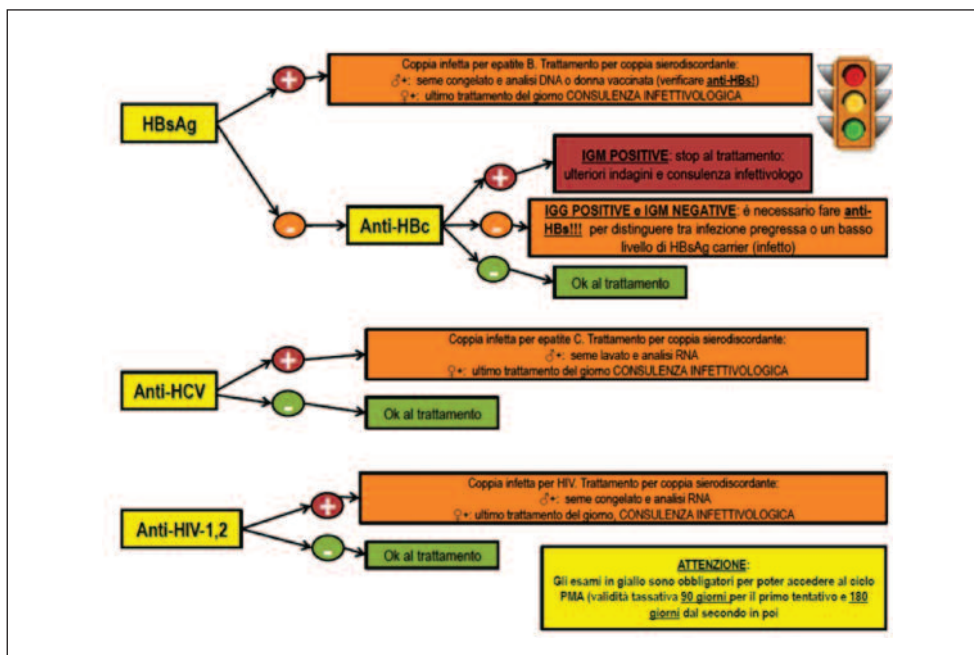 HBsAg
+
Coppia infetta per epatite B. Trattamento per coppia sierodiscordante:
♂+: seme congelato e analisi DNA o donna vaccinata (verificare anti-HBs!)
♀+: ultimo trattamento del giorno CONSULENZA INFETTIVOLOGICA
-
Anti-HBc
+
IGM POSITIVE: stop al trattamento:
ulteriori indagini e consulenza infettivologo
-
IGG POSITIVE e IGM NEGATIVE: é necessario fare anti-
HBs!!! per distinguere tra infezione pregressa o un basso
livello di HBsAg carrier (infetto)
-
Ok al trattamento
Anti-HCV
+
Coppia infetta per epatite C. Trattamento per coppia sierodiscordante:
♂+: seme lavato e analisi RNA
♀+: ultimo trattamento del giorno CONSULENZA INFETTIVOLOGICA
-
Ok al trattamento
Anti-HIV-1,2
+
Coppia infetta per HIV. Trattamento per coppia sierodiscordante:
♂+: seme congelato e analisi RNA
♀+: ultimo trattamento del giorno, CONSULENZA INFETTIVOLOGICA
-
Ok al trattamento
ATTENZIONE:
Gli esami in giallo sono obbligatori per poter accedere al ciclo
PMA (validità tassativa 90 giorni per il primo tentativo e 180
giorni dal secondo in poi